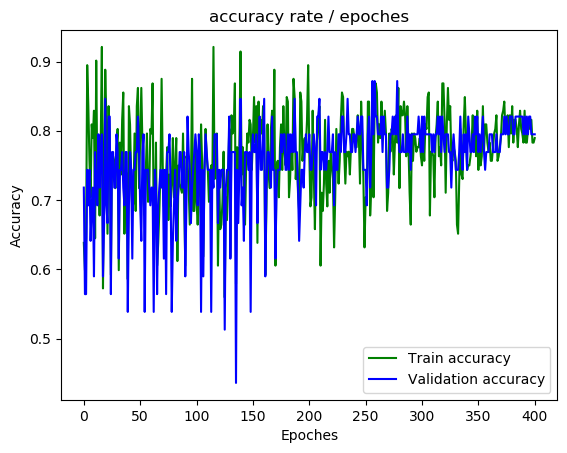 accuracy rate / epoches
Accuracy
0.9
0.8
0.7
0.6
0.5
0
50
100
150
200
250
300
350
400
Epoches
Train accuracy
Validation accuracy